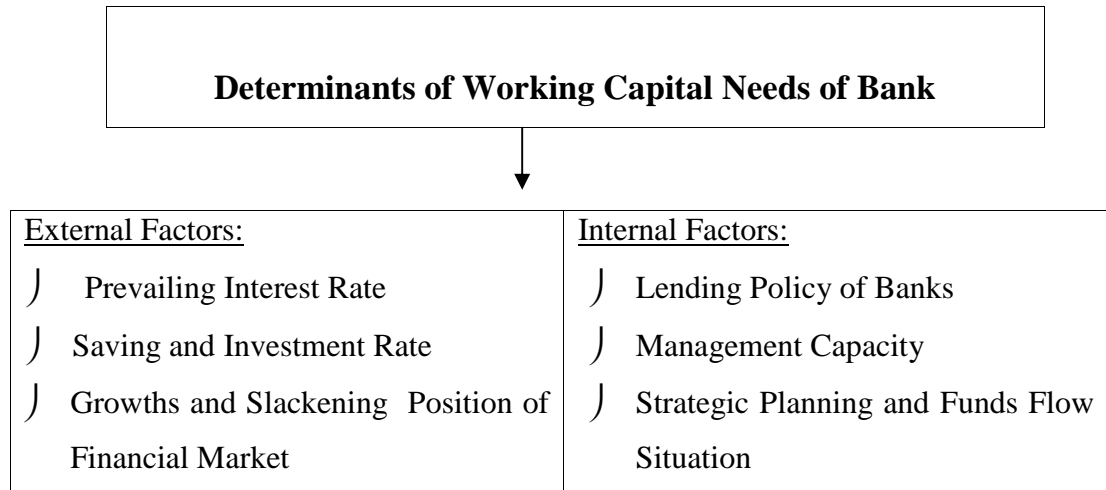 Determinants of Working Capital Needs of Bank
External Factors:
Prevailing Interest Rate
Saving and Investment Rate
Growths and Slackening Position of
Financial Market
Internal Factors:
Lending Policy of Banks
Management Capacity
Strategic Planning and Funds Flow
Situation